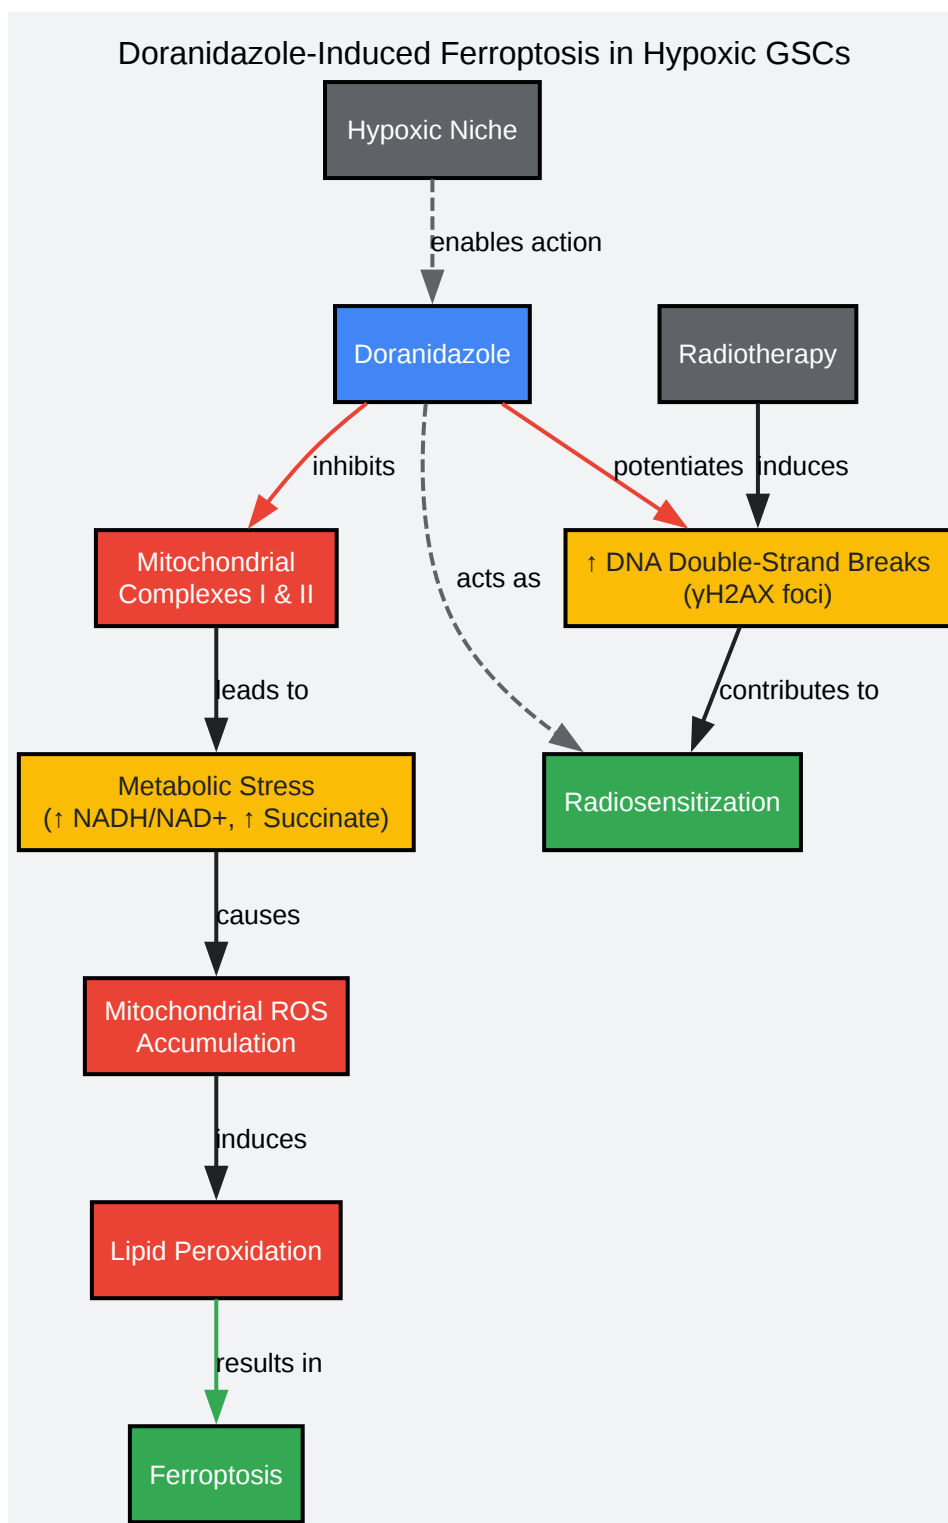 Doranidazole-Induced Ferroptosis in Hypoxic GSCs
Hypoxic Niche
enables action
Doranidazole
Radiotherapy
inhibits
potentiates
induces
Mitochondrial
Complexes I & II
acts as
↑ DNA Double-Strand Breaks
(γH2AX foci)
leads to
contributes to
Metabolic Stress
(↑ NADH/NAD+, ↑ Succinate)
Radiosensitization
causes
Mitochondrial ROS
Accumulation
induces
Lipid Peroxidation
results in
Ferroptosis